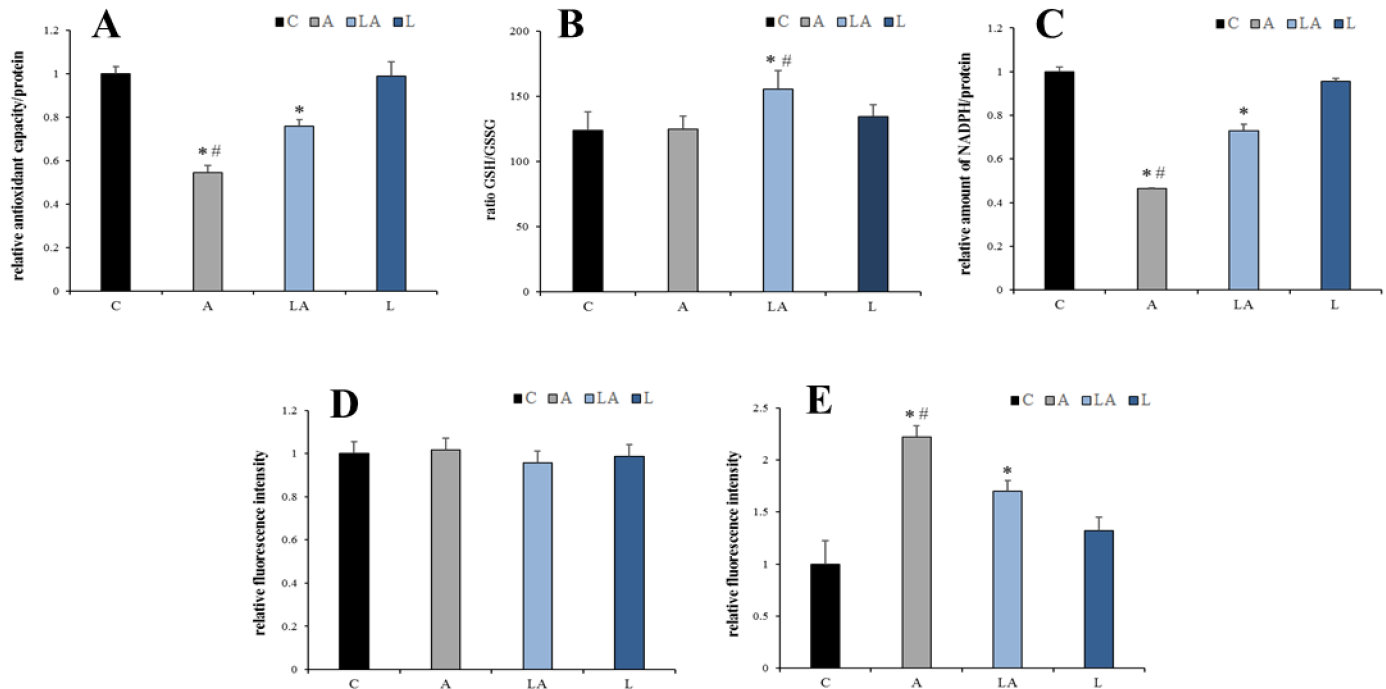 A
C A LA L
relative antioxidant capacity/protein
1.2
1
0.8
0.6
0.4
0.2
0
* #
*
C A LA L
B
C A LA L
ratio GSH/GSSG
200
150
100
50
0
* #
C A LA L
C
C A LA L
relative amount of NADPH/protein
1.2
1
0.8
0.6
0.4
0.2
0
* #
*
C A LA L
D
C A LA L
relative fluorescence intensity
1.2
1
0.8
0.6
0.4
0.2
0
C A LA L
E
C A LA L
relative fluorescence intensity
2.5
2
1.5
1
0.5
0
* #
*
C A LA L